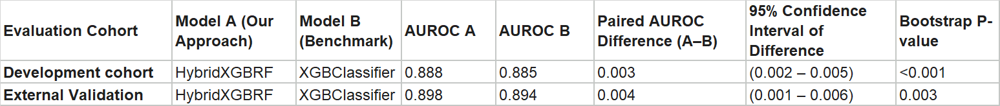 Evaluation Cohort | Model A (Our Approach) | Model B (Benchmark) | AUROC A | AUROC B | Paired AUROC Difference (A–B) | 95% Confidence Interval of Difference | Bootstrap P-value
Development cohort | HybridXGBRF | XGBClassifier | 0.888 | 0.885 | 0.003 | (0.002 – 0.005) | <0.001
External Validation | HybridXGBRF | XGBClassifier | 0.898 | 0.894 | 0.004 | (0.001 – 0.006) | 0.003